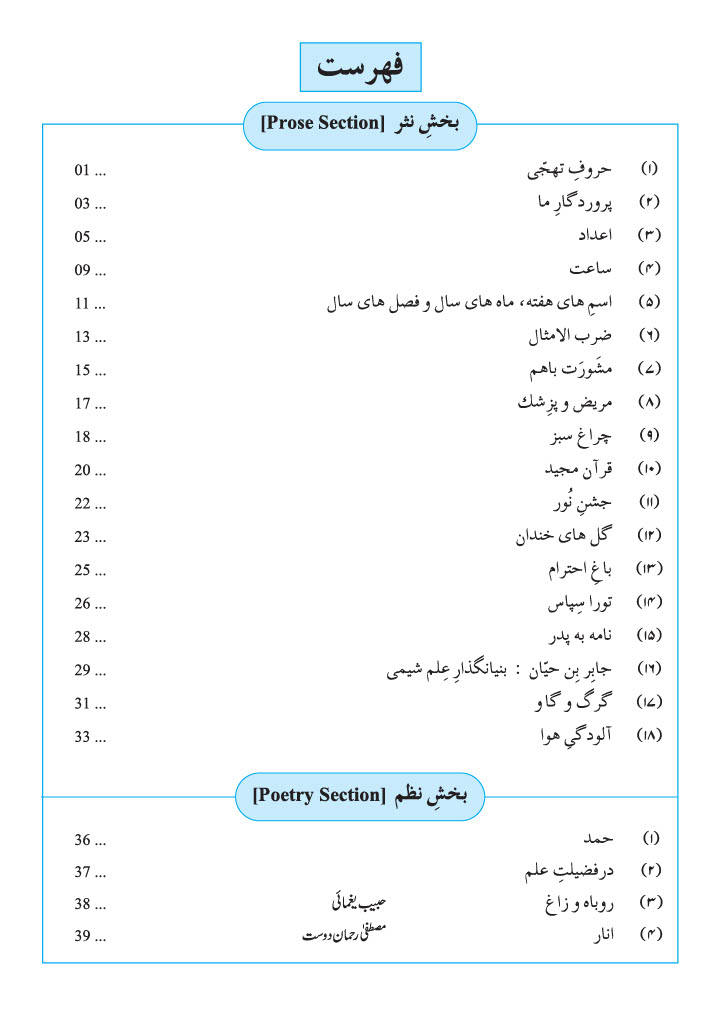 فهرست
بخشِ نثر [Prose Section]
(۱) حروفِ تهجّی ... 01
(۲) پروردگارِ ما ... 03
(۳) اعداد ... 05
(۴) ساعت ... 09
(۵) اسمِ های هفته، ماه های سال و فصل های سال ... 11
(۶) ضرب الامثال ... 13
(۷) مشَورَت باهم ... 15
(۸) مریض و پزِشك ... 17
(۹) چراغ سبز ... 18
(۱۰) قرآن مجید ... 20
(۱۱) جشنِ نُور ... 22
(۱۲) گل های خندان ... 23
(۱۳) باغِ احترام ... 25
(۱۴) تورا سِپاس ... 26
(۱۵) نامه به پدر ... 28
(۱۶) جابِر بِن حیّان : بنیانگذارِ عِلم شیمی ... 29
(۱۷) گرگ و گاو ... 31
(۱۸) آلودگیِ هوا ... 33
بخشِ نظم [Poetry Section]
(۱) حمد ... 36
(۲) درفضیلتِ علم ... 37
(۳) روباه و زاغ حبیب یغمائی ... 38
(۴) انار مصطفیٰ رحمان دوست ... 39